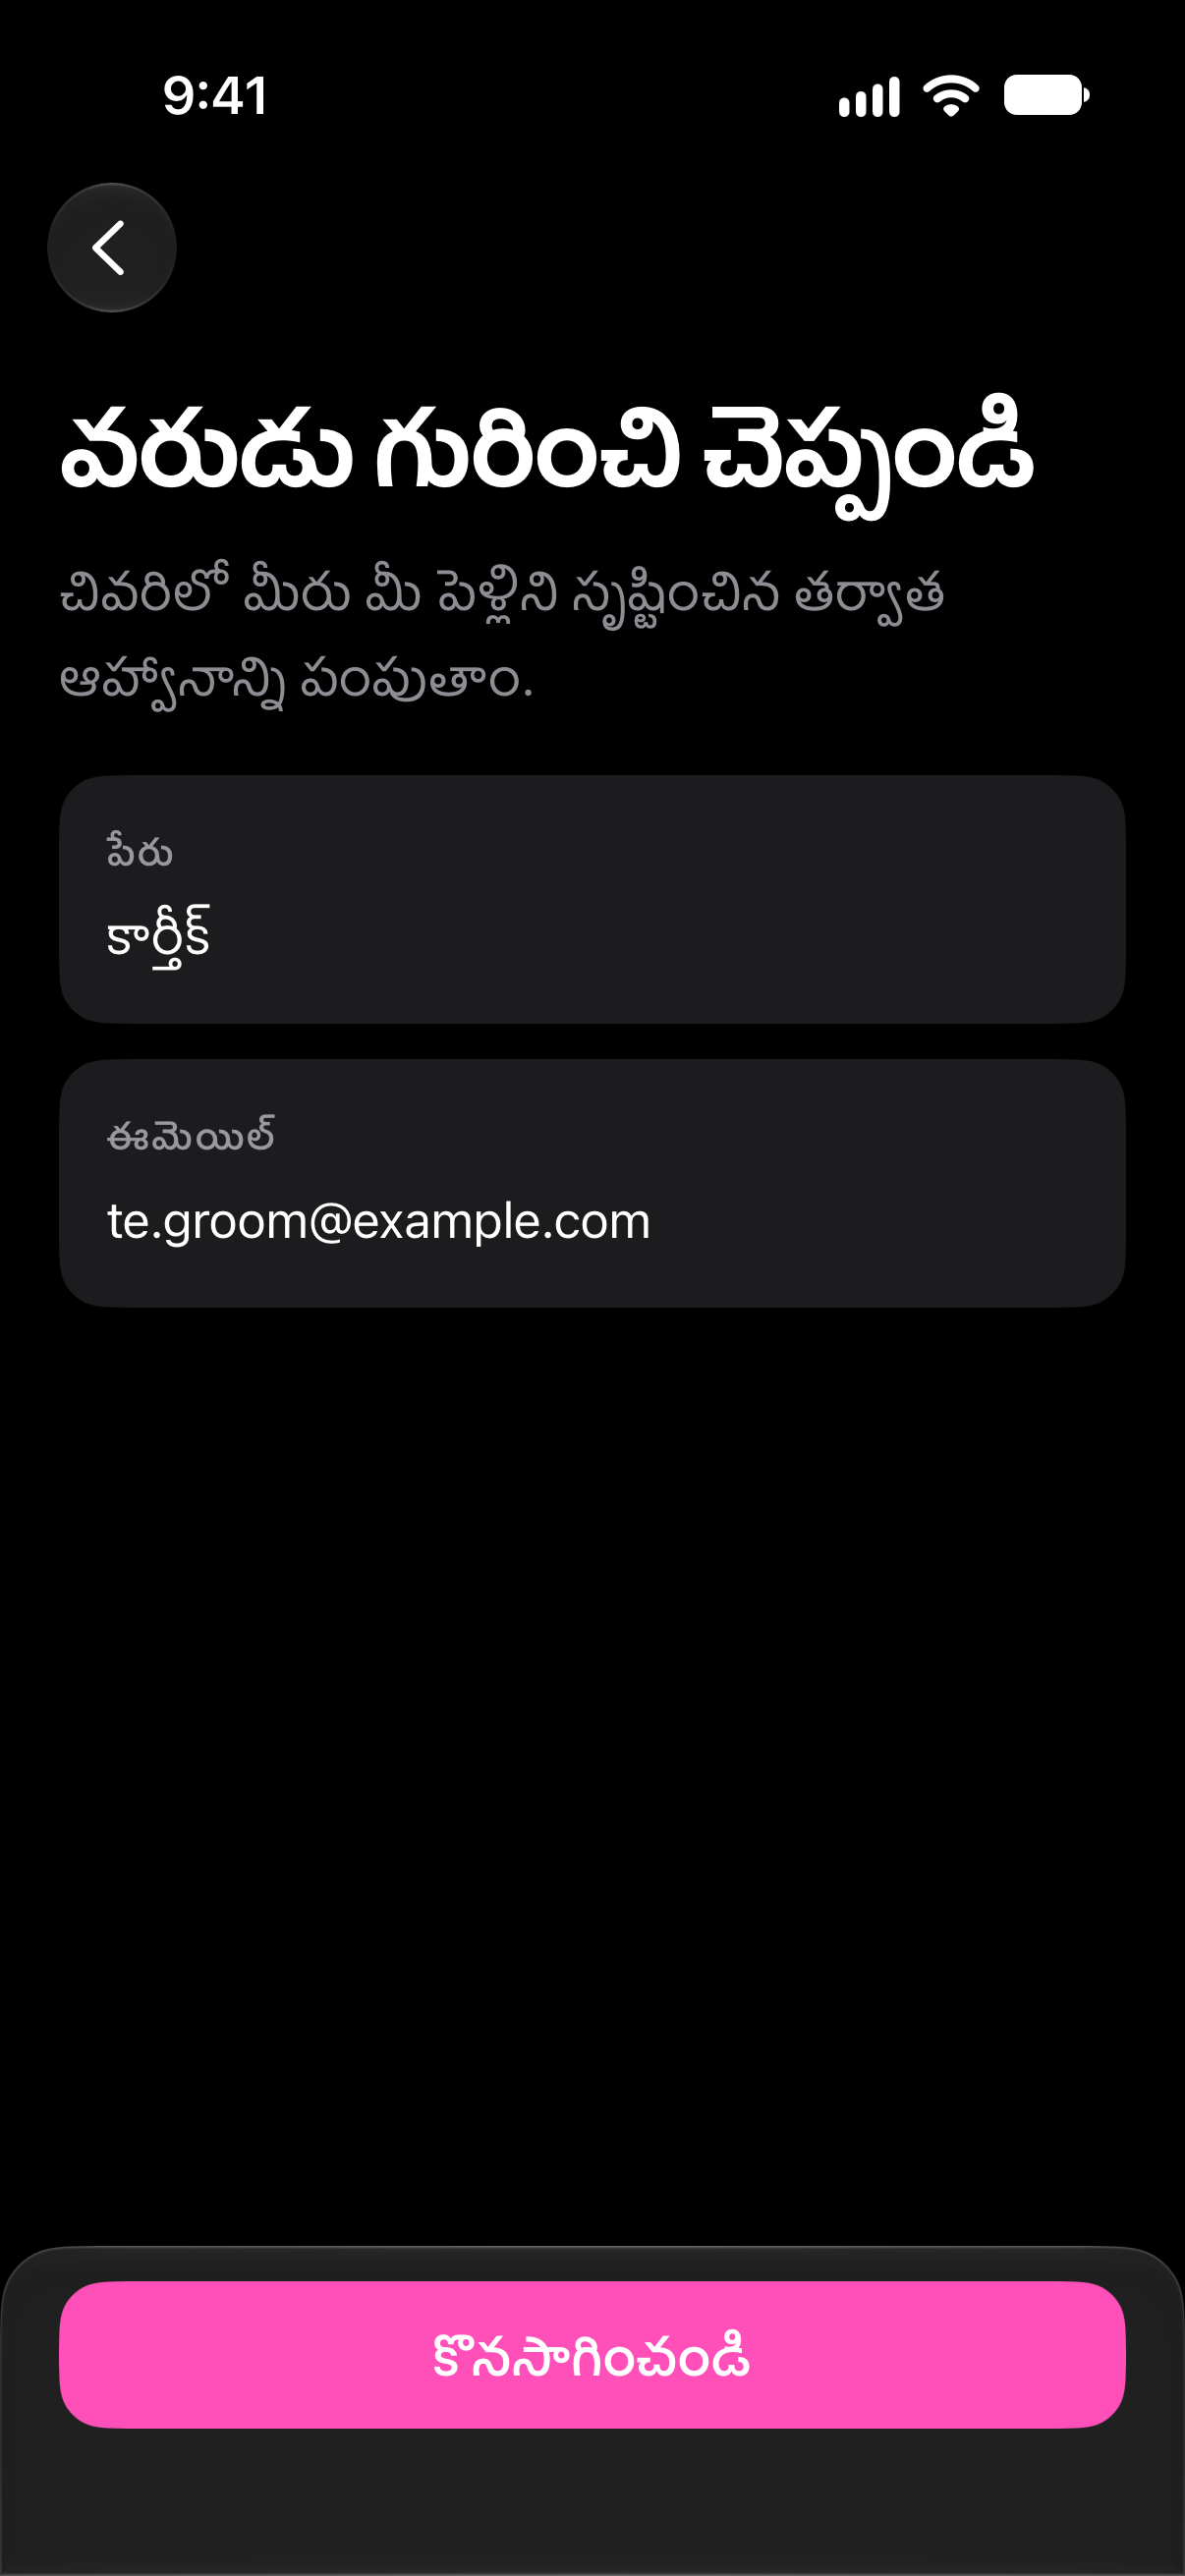 9:41
వరుడు గురించి చెప్పండి
చివరిలో మీరు మీ పెళ్లిని సృష్టించిన తర్వాత
ఆహ్వానాన్ని పంపుతాం.
పేరు
కార్తీక్
ఈమెయిల్
te.groom@example.com
కొనసాగించండి